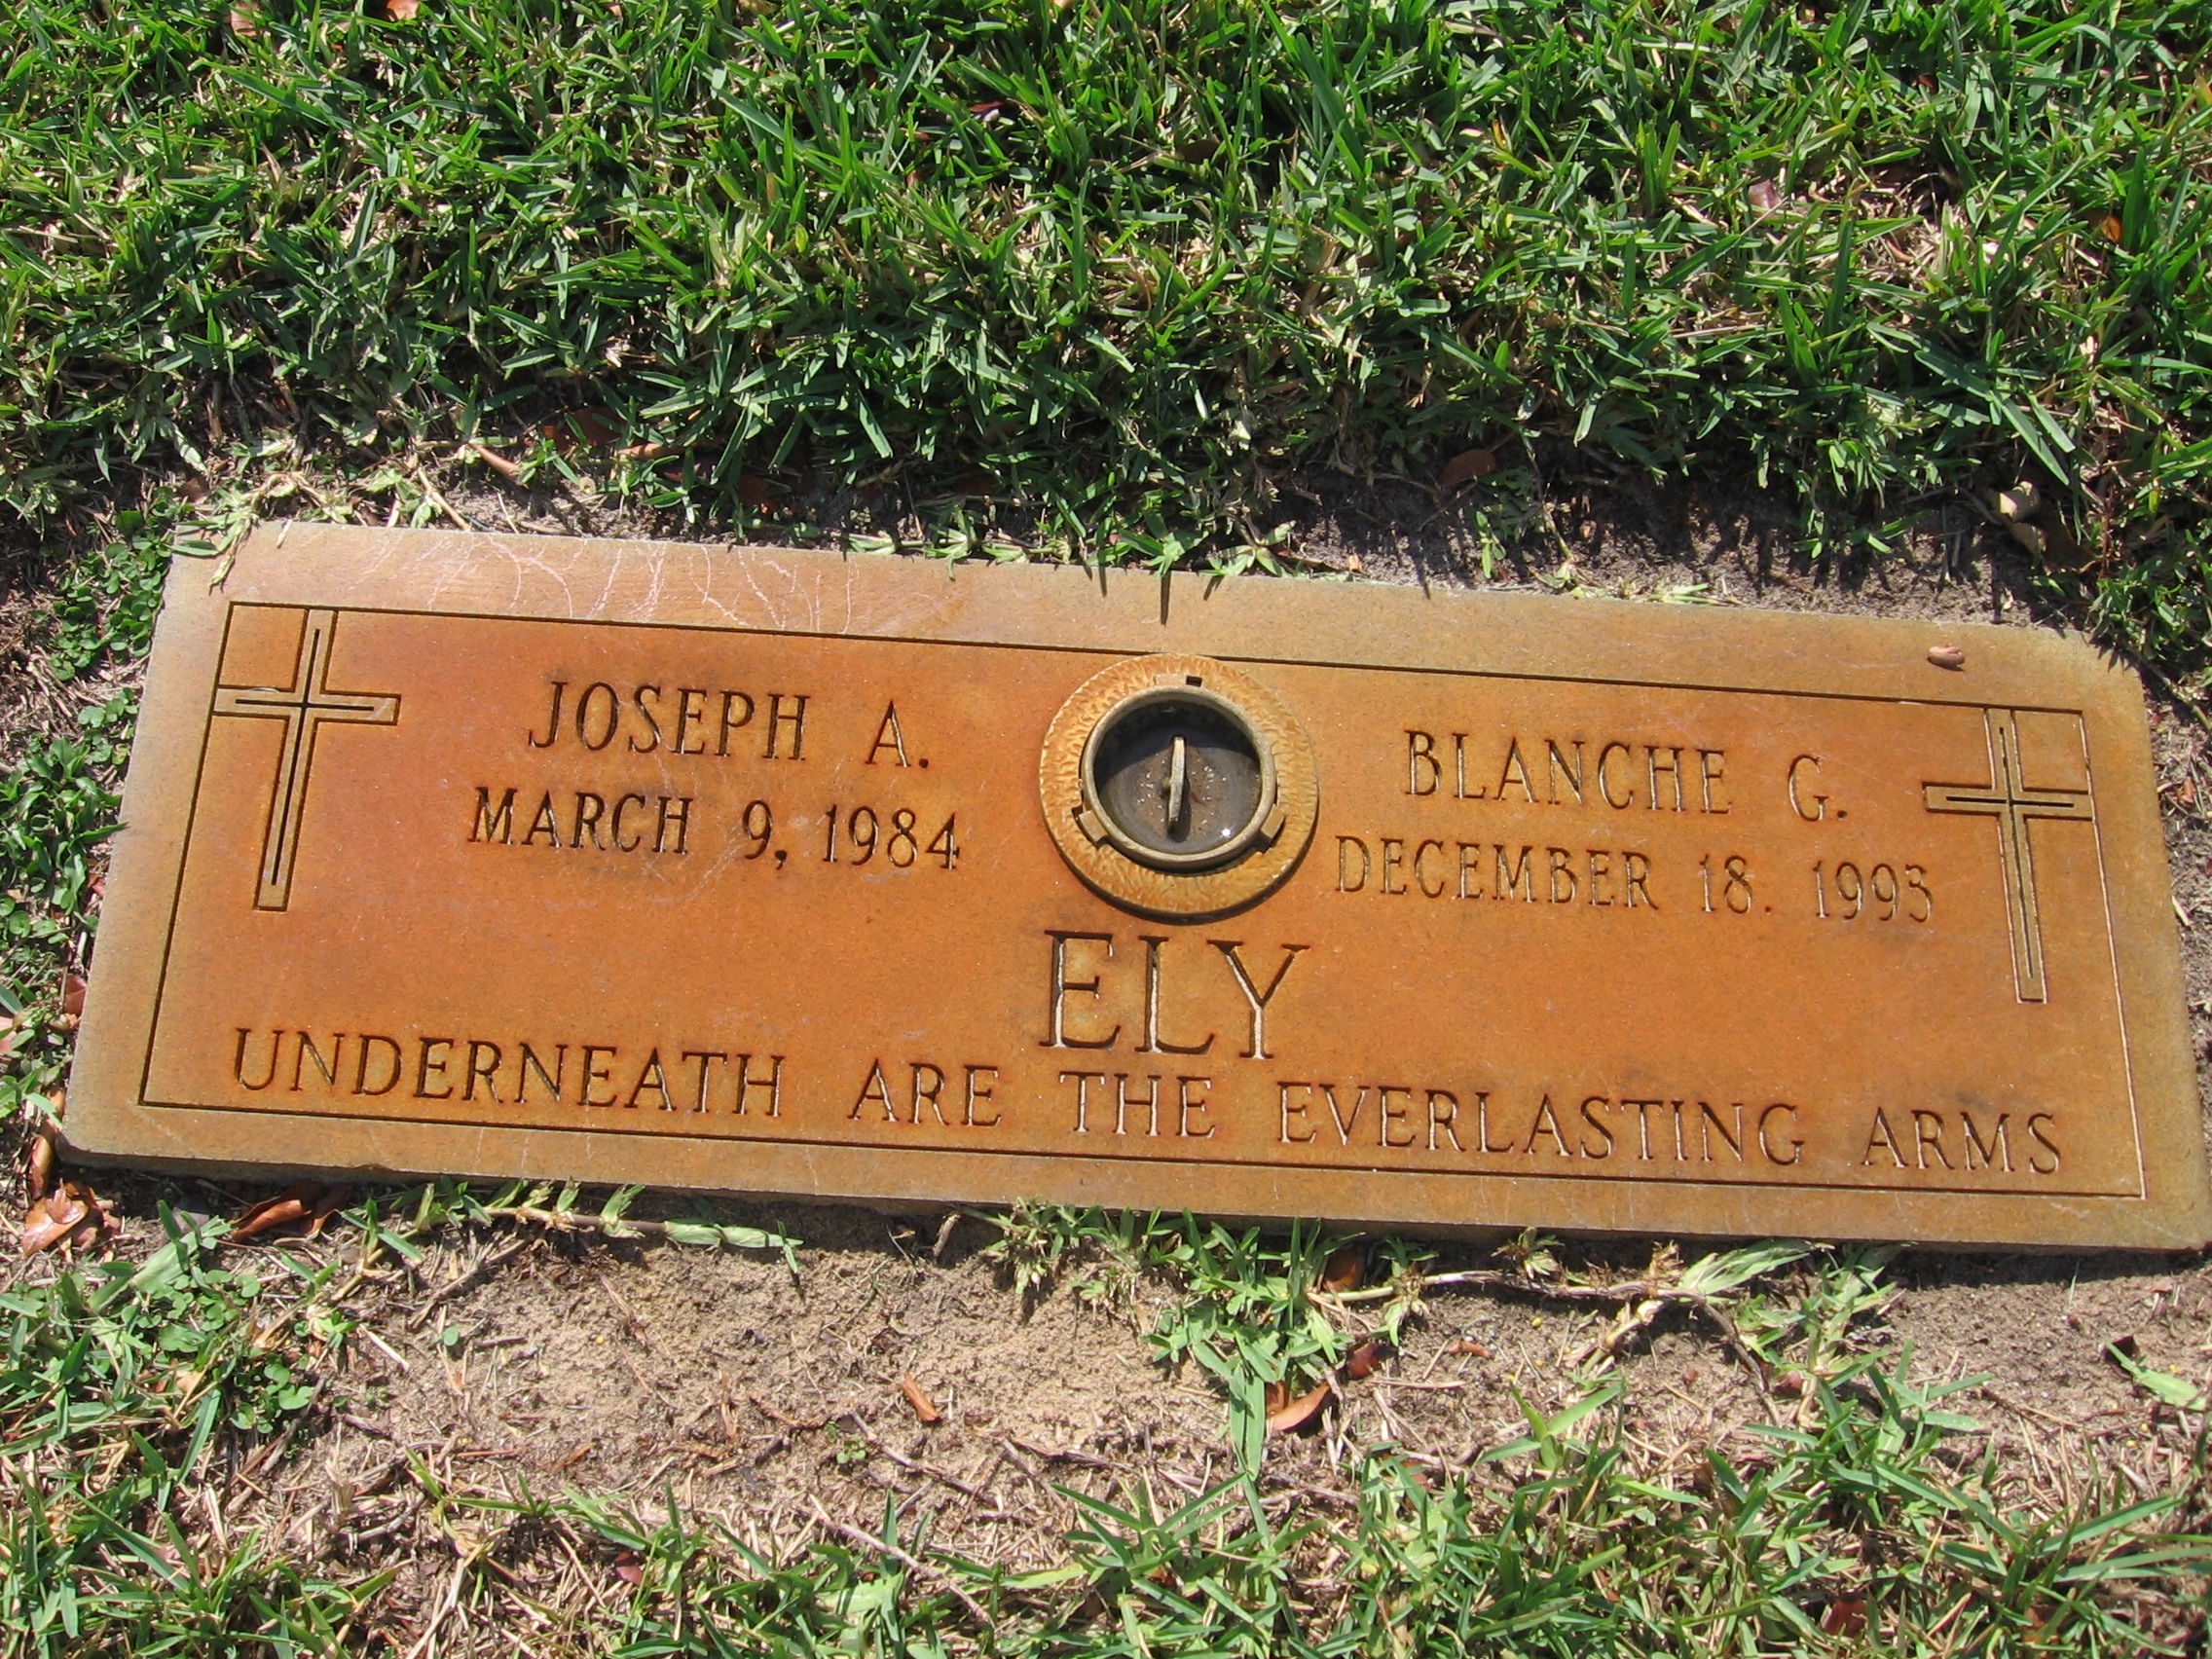 JOSEPH A.
MARCH 9, 1984
BLANCHE G.
DECEMBER 18. 1993
ELY
UNDERNEATH ARE THE EVERLASTING ARMS